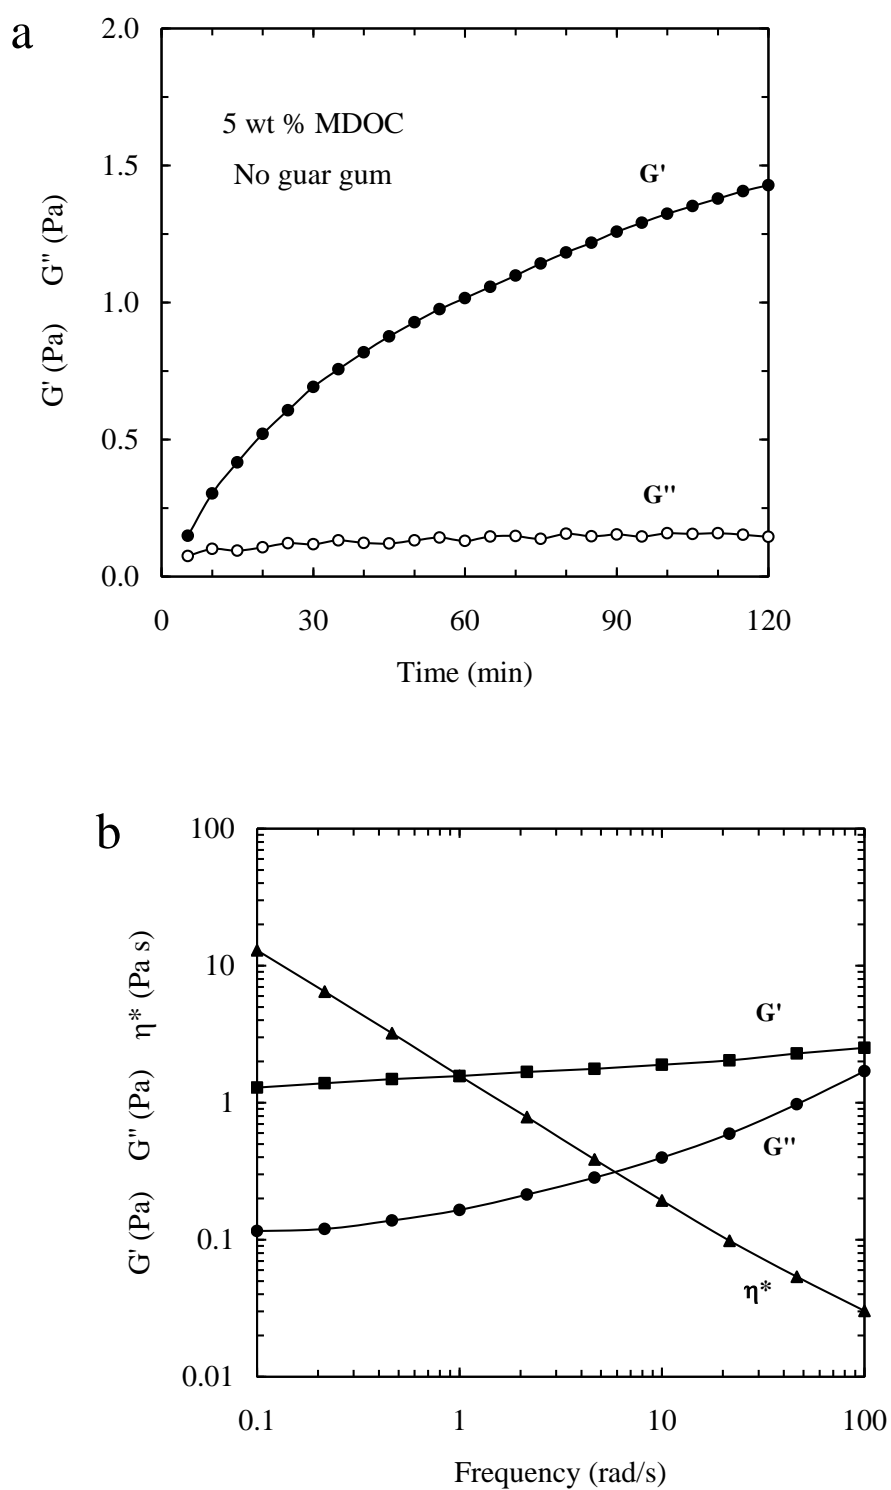 a
2.0
1.5
1.0
0.5
0.0
G' (Pa) G" (Pa)
5 wt % MDOC
No guar gum
G'
G"
0 30 60 90 120
Time (min)
b
100
10
1
0.1
0.01
G' (Pa) G" (Pa) η* (Pa s)
G'
G''
η*
0.1 1 10 100
Frequency (rad/s)